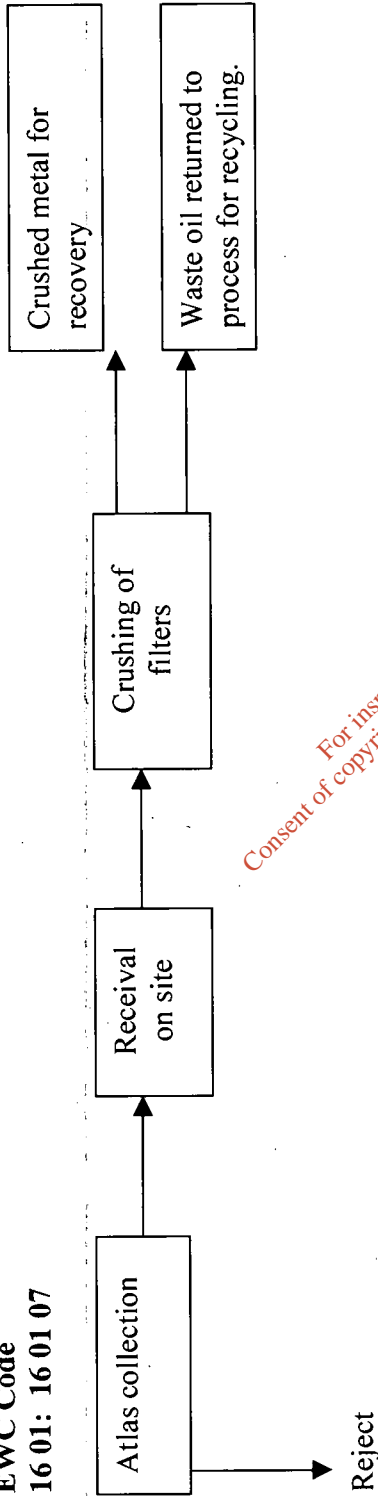 EWC Code
16 01: 16 01 07
Atlas collection
Reject
Receival
on site
Crushing of
filters
Crushed metal for
recovery
Waste oil returned to
process for recycling.
For insp
Consent of copyri